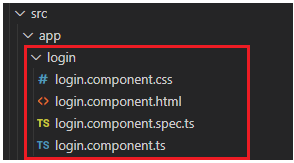 src
app
login
# login.component.css
<> login.component.html
TS login.component.spec.ts
TS login.component.ts